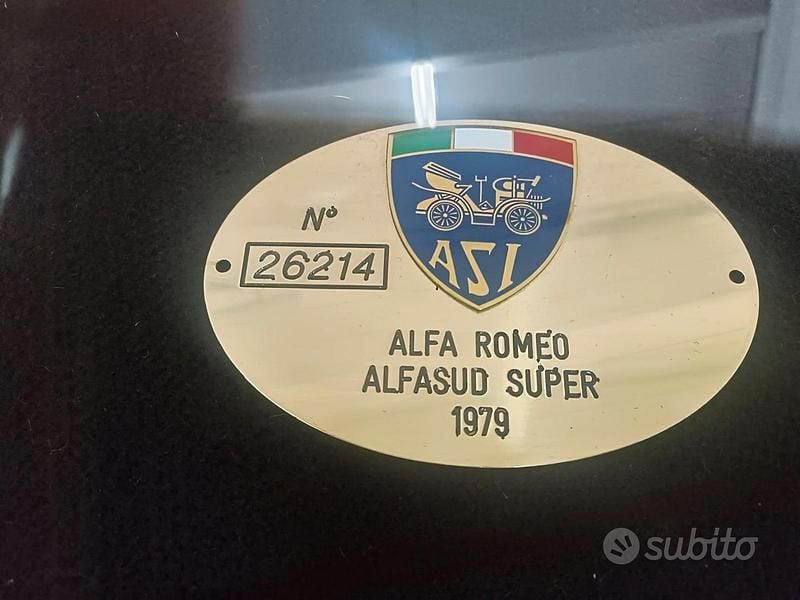 ASI
N°
26214
ALFA ROMEO
ALFASUD SUPER
1979
subito